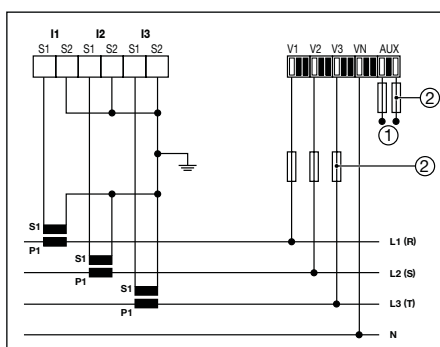 I1 I2 I3
S1 S2 S1 S2 S1 S2
V1 V2 V3 VN AUX
2
1
2
S1
P1
L1 (R)
S1
P1
L2 (S)
S1
P1
L3 (T)
N